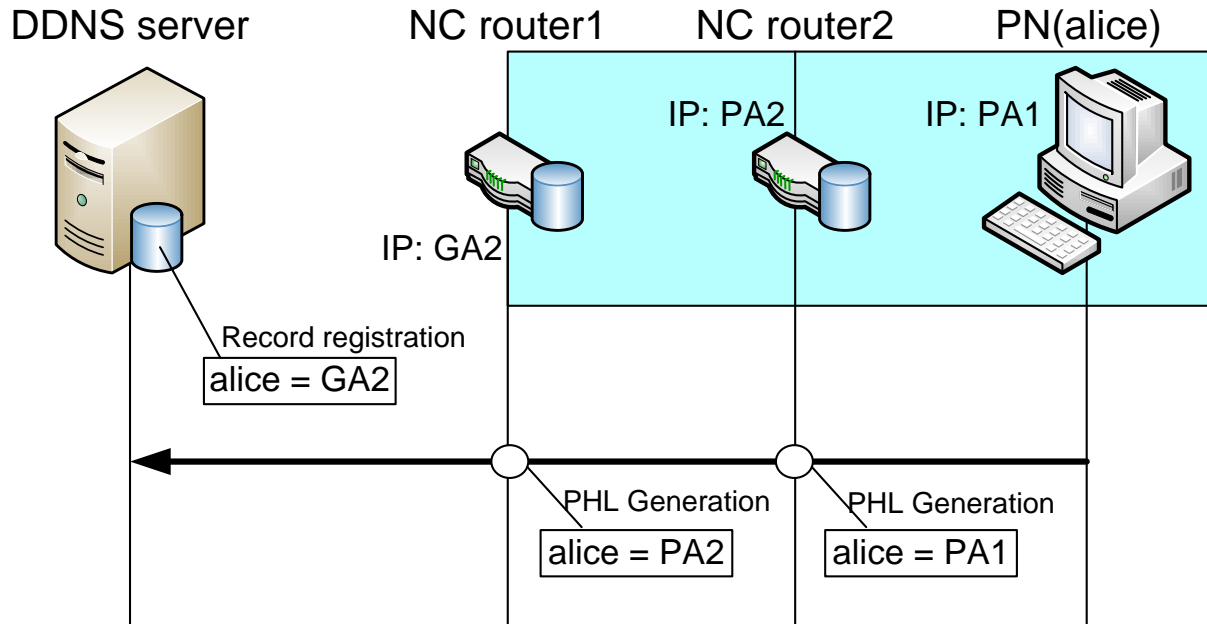 DDNS server
NC router1
NC router2
PN(alice)
IP: PA2
IP: PA1
IP: GA2
Record registration
alice = GA2
PHL Generation
alice = PA2
PHL Generation
alice = PA1